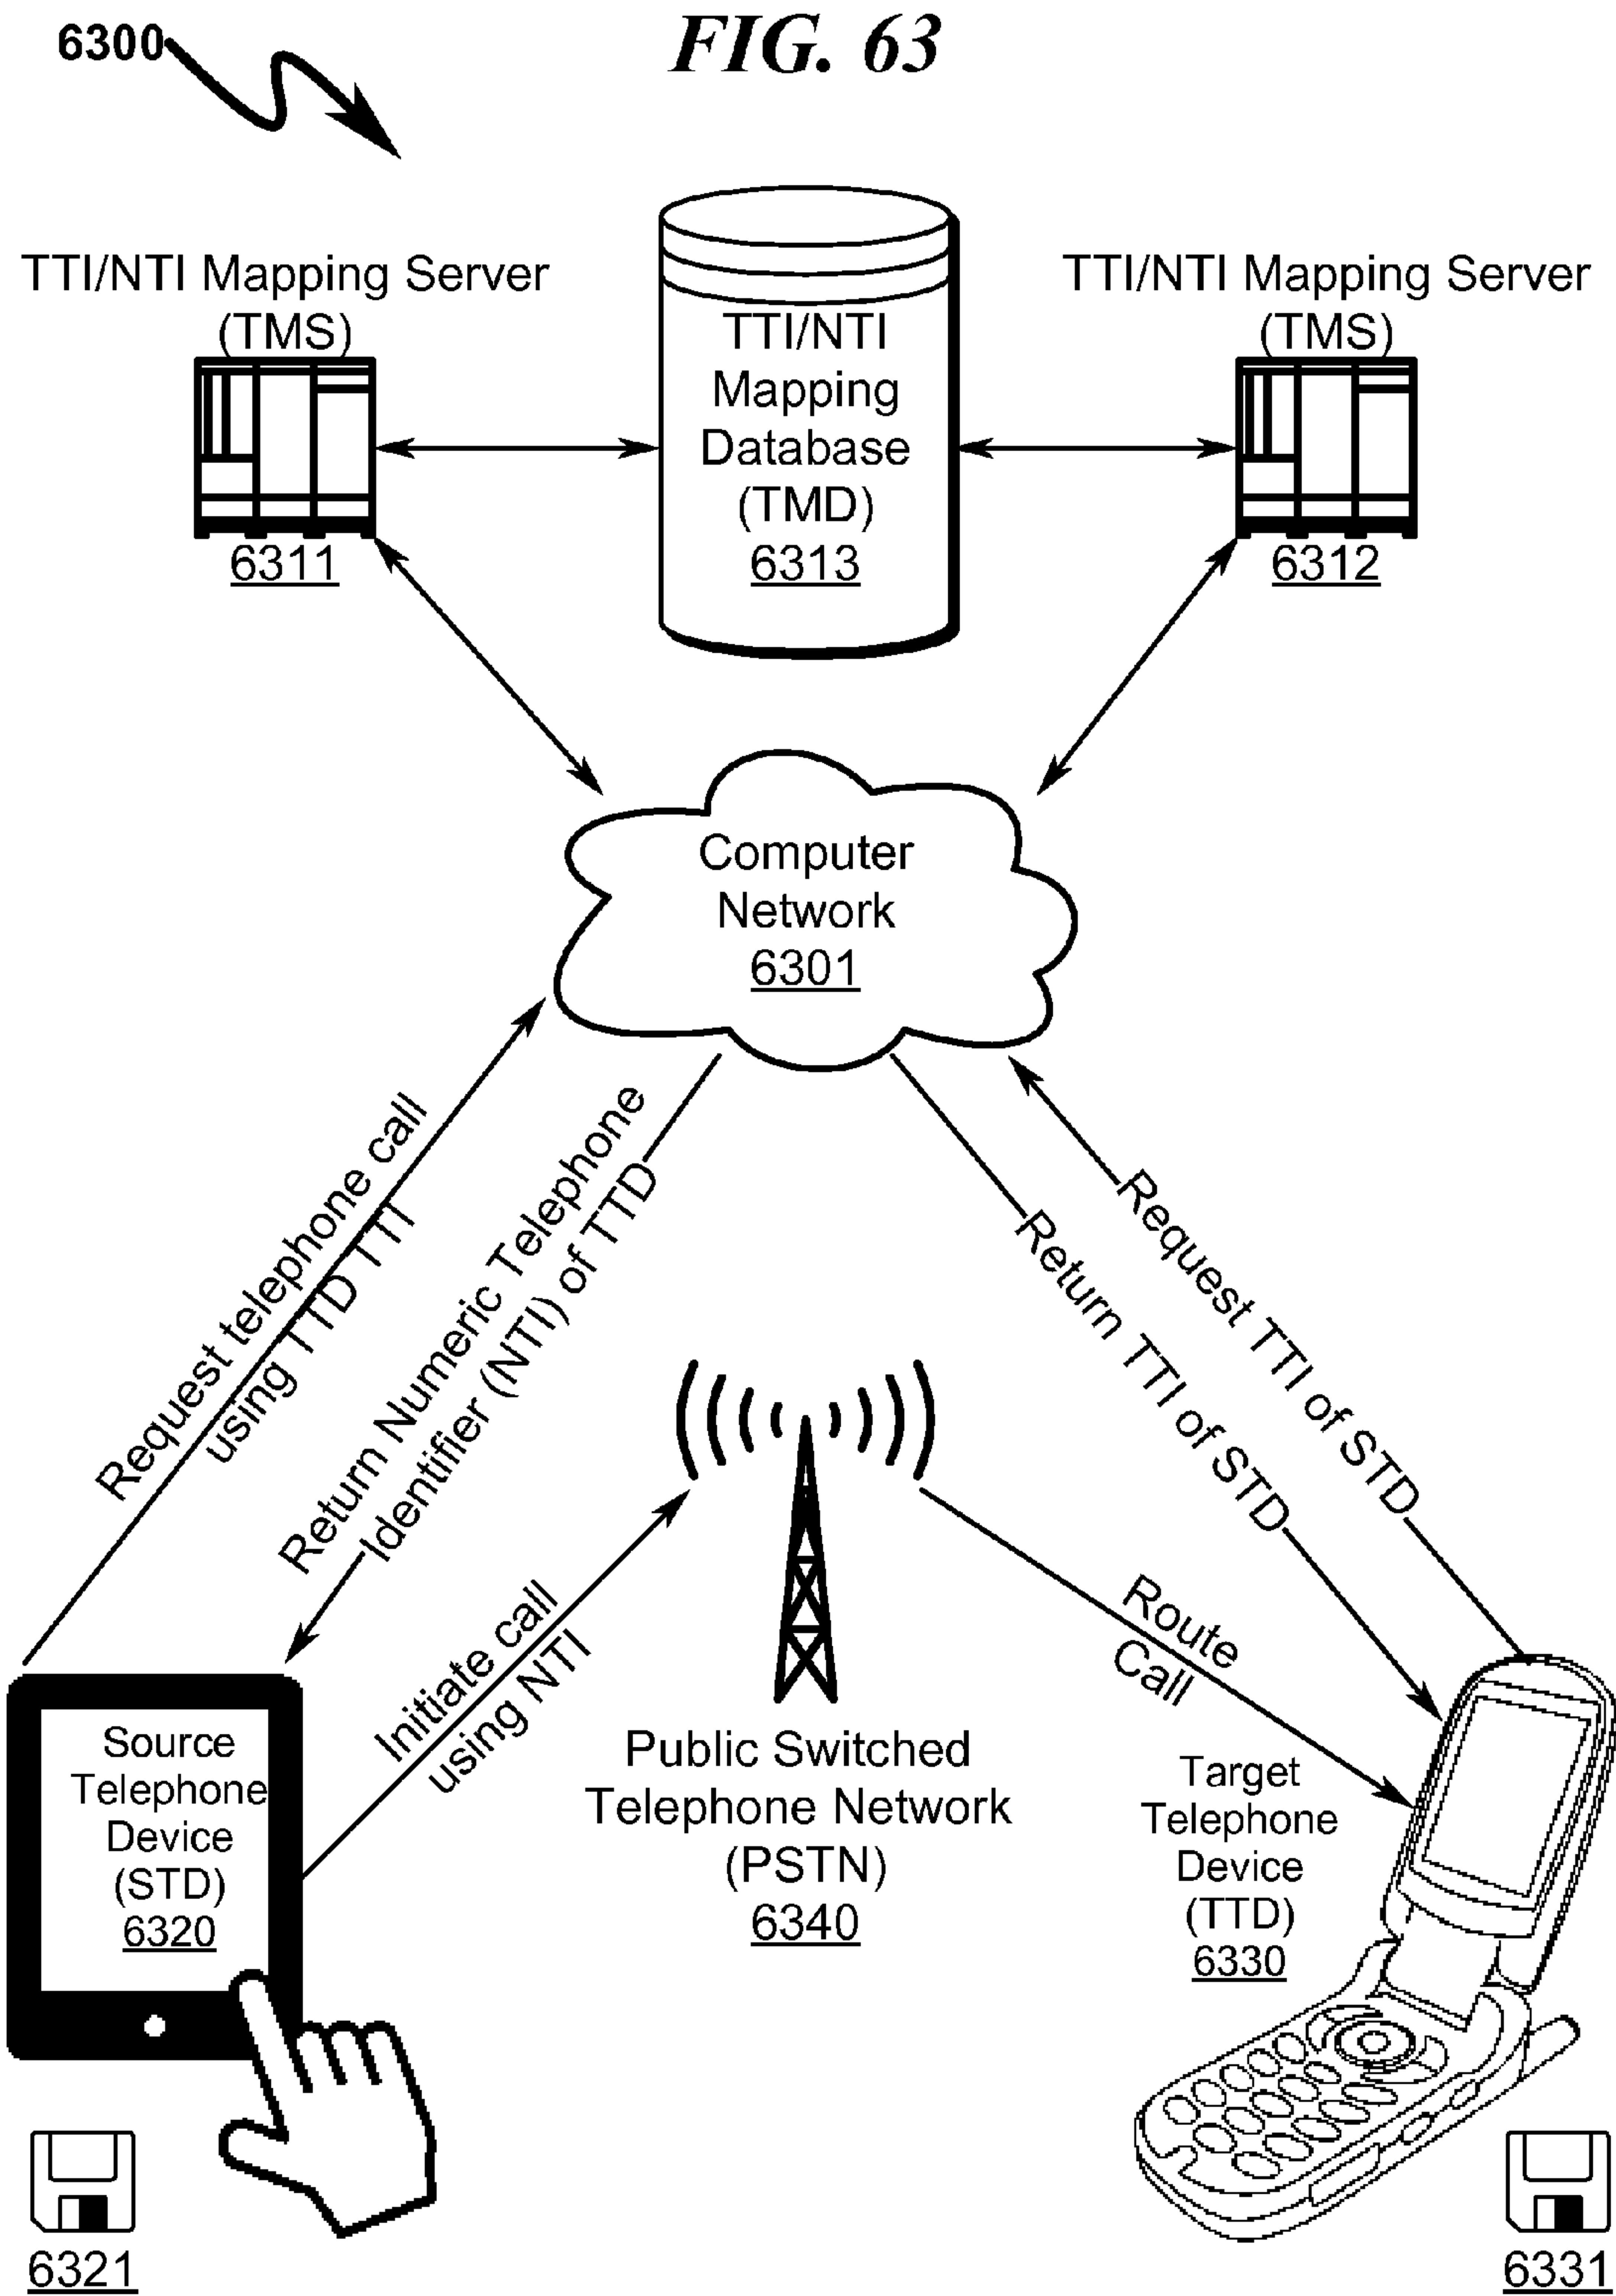 6300
FIG. 63
TTI/NTI Mapping Server
(TMS)
6311
TTI/NTI
Mapping
Database
(TMD)
6313
TTI/NTI Mapping Server
(TMS)
6312
Computer
Network
6301
Request telephone call
using TTD TTI
Return Numeric Telephone
Identifier (NTI) of TTD
Return TTI of STD
Request TTI of STD
Initiate call
using NTI
Route
Call
Source
Telephone
Device
(STD)
6320
Public Switched
Telephone Network
(PSTN)
6340
Target
Telephone
Device
(TTD)
6330
6321
6331